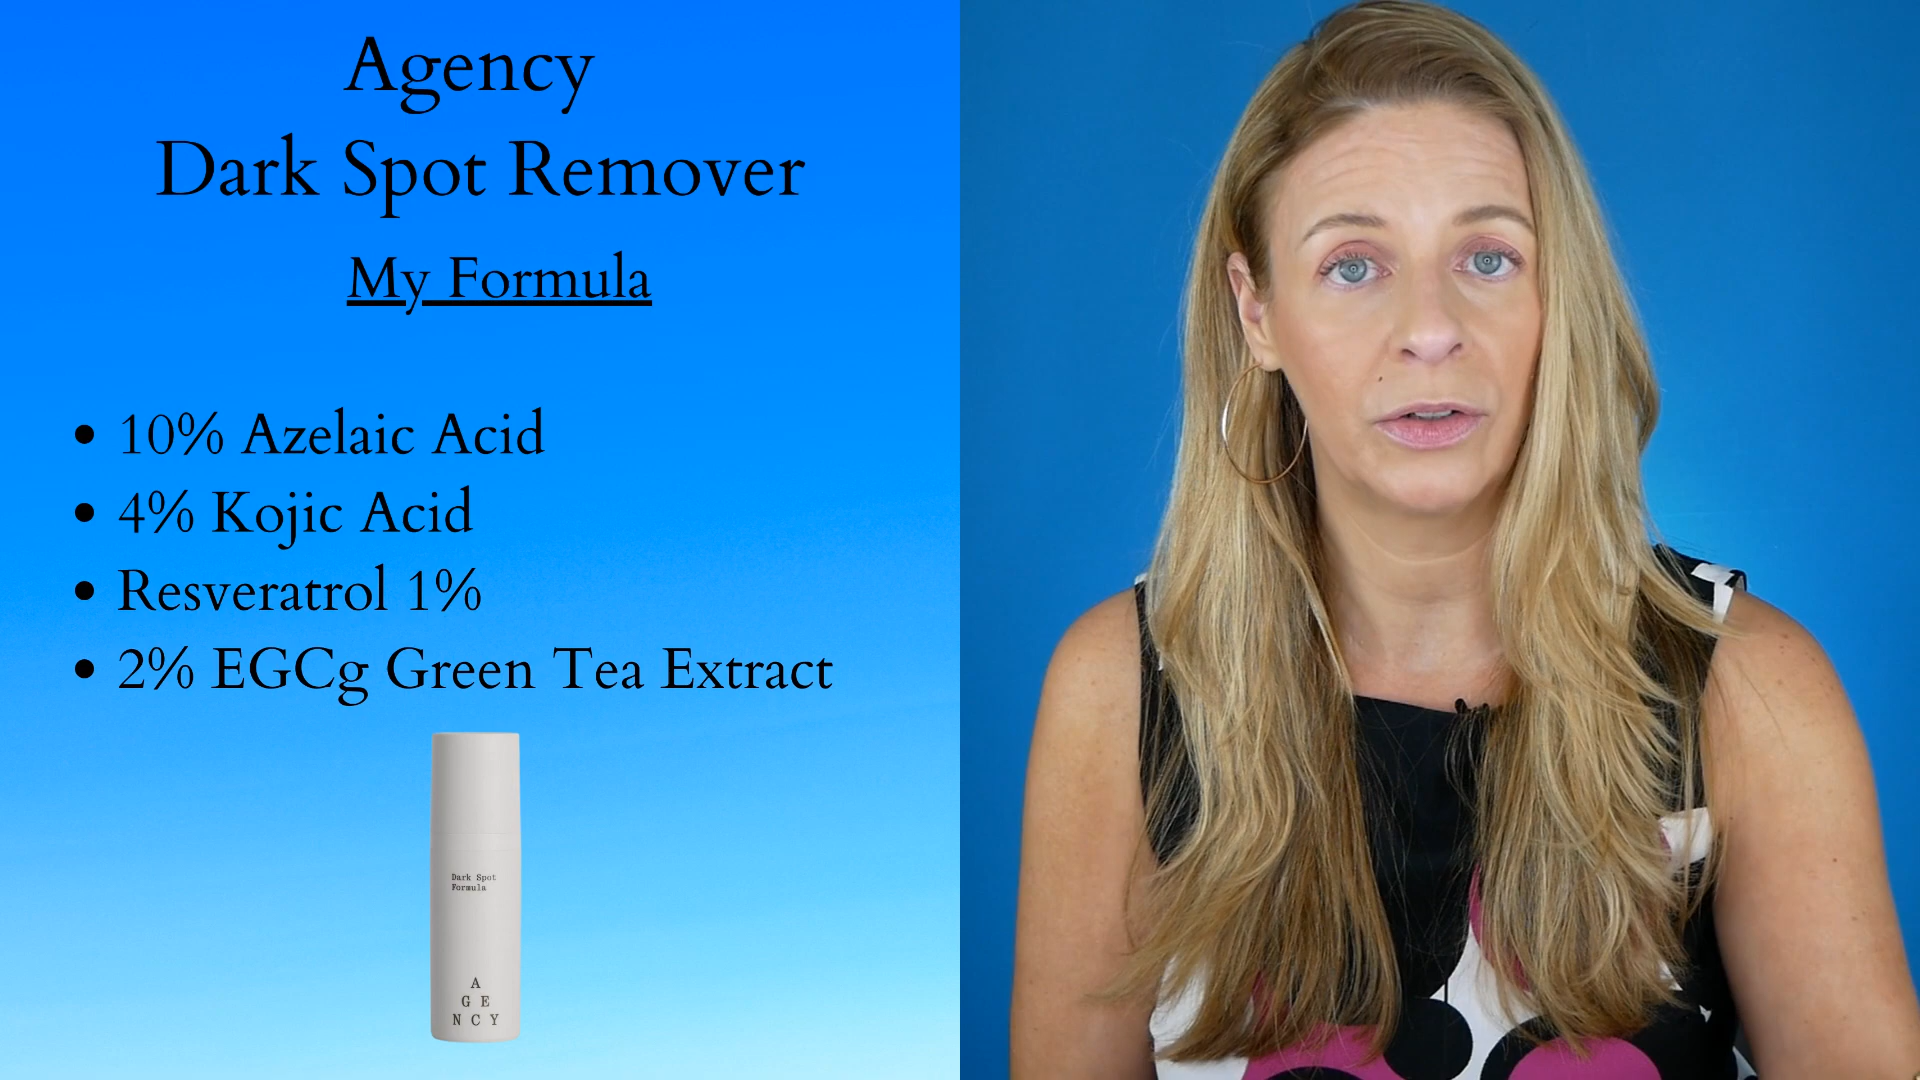 Agency
Dark Spot Remover
My Formula
• 10% Azelaic Acid
• 4% Kojic Acid
• Resveratrol 1%
• 2% EGCg Green Tea Extract
Dark Spot
Formula
A
G E
N C Y